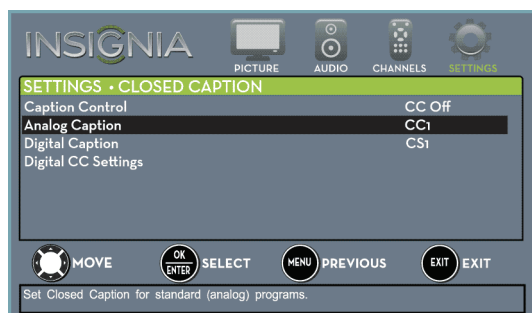 INSIGNIA
PICTURE AUDIO CHANNELS SETTINGS
SETTINGS • CLOSED CAPTION
Caption Control CC Off
Analog Caption CC1
Digital Caption CS1
Digital CC Settings
MOVE OK ENTER SELECT MENU PREVIOUS EXIT EXIT
Set Closed Caption for standard (analog) programs.